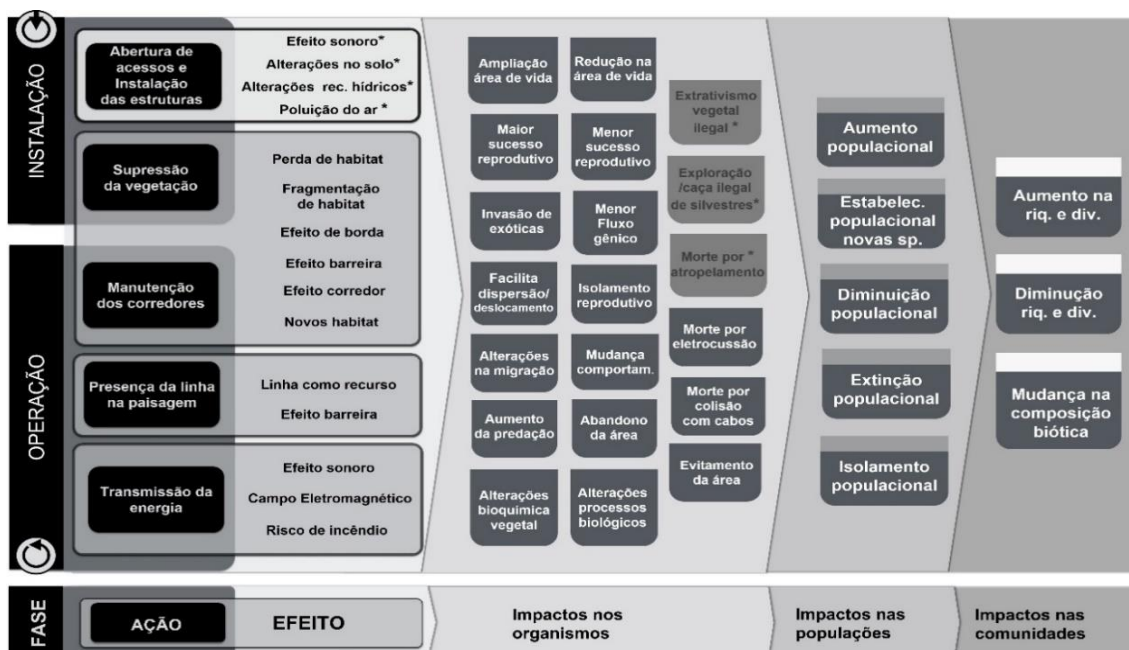 INSTALAÇÃO
Abertura de
acessos e
Instalação
das estruturas
Efeito sonoro*
Alterações no solo*
Alterações rec. hídricos*
Poluição do ar *
Supressão
da vegetação
Perda de habitat
Fragmentação
de habitat
Efeito de borda
OPERAÇÃO
Manutenção
dos corredores
Efeito barreira
Efeito corredor
Novos habitat
Presença da linha
na paisagem
Linha como recurso
Efeito barreira
Transmissão da
energia
Efeito sonoro
Campo Eletromagnético
Risco de incêndio
Ampliação
área de vida
Maior
sucesso
reprodutivo
Invasão de
exóticas
Facilita
dispersão/
deslocamento
Alterações
na migração
Aumento
da predação
Alterações
bioquimica
vegetal
Redução na
área de vida
Menor
sucesso
reprodutivo
Menor
Fluxo
gênico
Isolamento
reprodutivo
Mudança
comportam.
Abandono
da área
Alterações
processos
biológicos
Extrativismo
vegetal
ilegal *
Exploração
/caça ilegal
de silvestres*
Morte por *
atropelamento
Morte por
eletrocussão
Morte por
colisão
com cabos
Evitamento
da área
Aumento
populacional
Estabelec.
populacional
novas sp.
Diminuição
populacional
Extinção
populacional
Isolamento
populacional
Aumento na
riq. e div.
Diminução
riq. e div.
Mudança na
composição
biótica
FASE
AÇÃO
EFEITO
Impactos nos
organismos
Impactos nas
populações
Impactos nas
comunidades